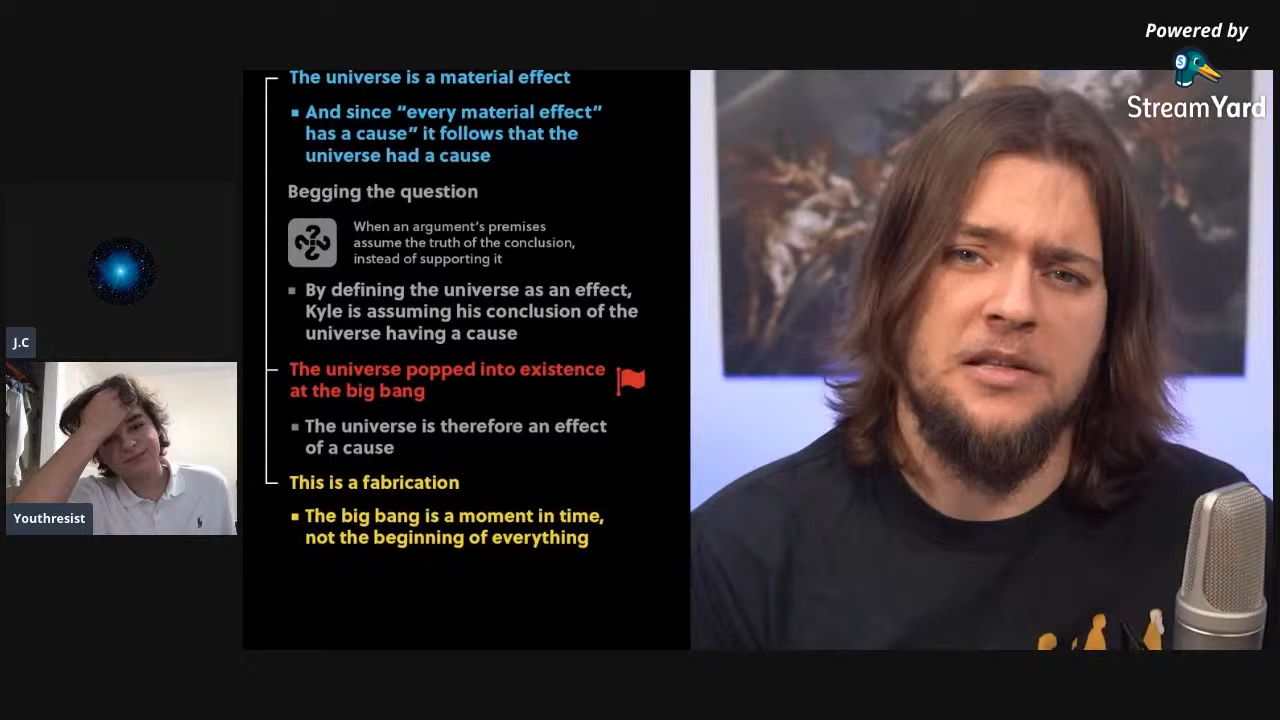 Powered by
StreamYard
The universe is a material effect
▪ And since “every material effect”
has a cause” it follows that the
universe had a cause
Begging the question
When an argument’s premises
assume the truth of the conclusion,
instead of supporting it
▪ By defining the universe as an effect,
Kyle is assuming his conclusion of the
universe having a cause
The universe popped into existence
at the big bang
▪ The universe is therefore an effect
of a cause
This is a fabrication
▪ The big bang is a moment in time,
not the beginning of everything
J.C
Youthresist